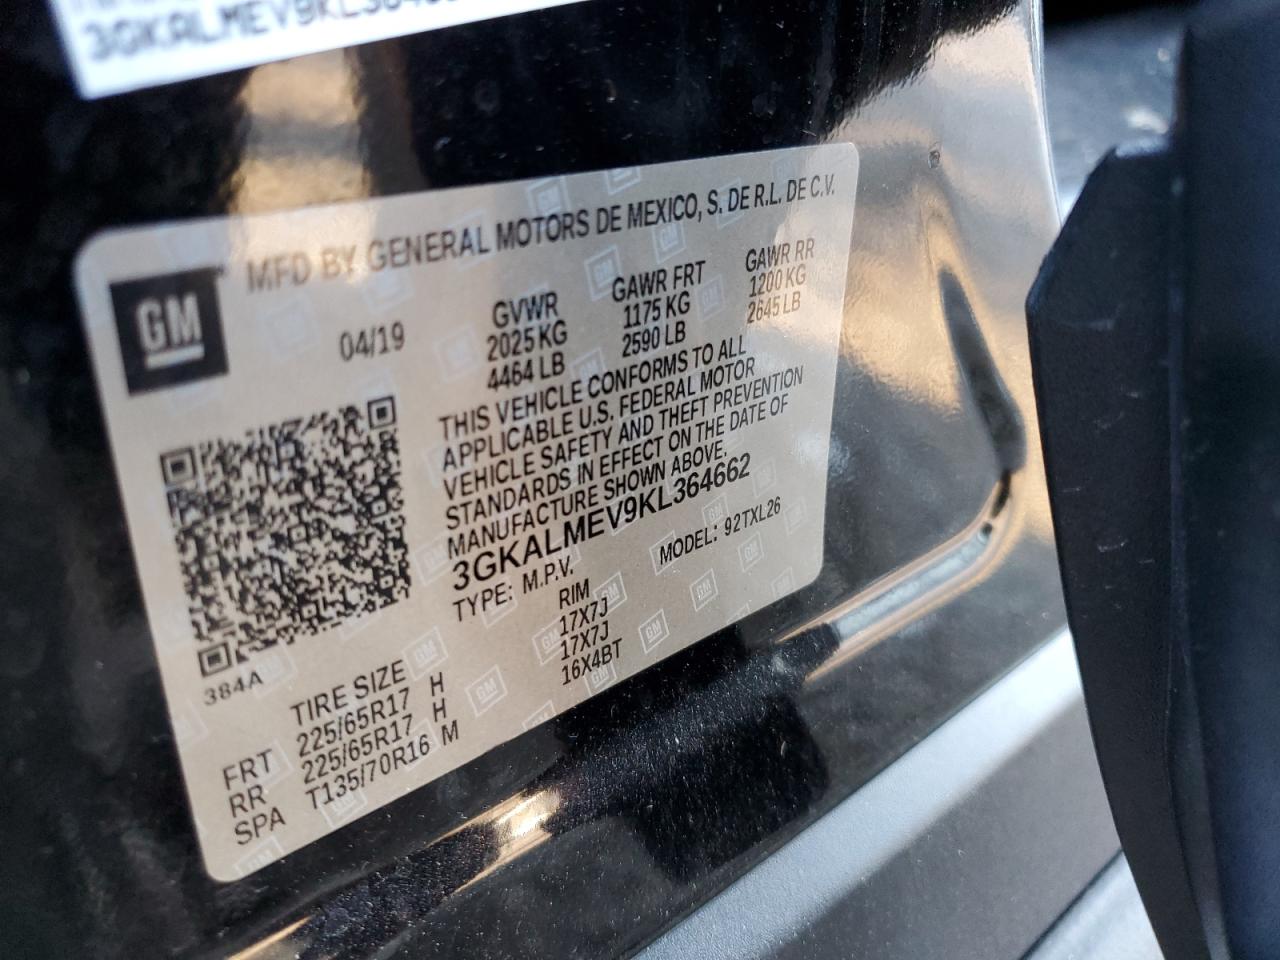 3GKALMEV9KL3646
MFD BY GENERAL MOTORS DE MEXICO, S. DE R.L. DE C.V.
GM
04/19
GVWR GAWR FRT GAWR RR
2025 KG 1175 KG 1200 KG
4464 LB 2590 LB 2645 LB
THIS VEHICLE CONFORMS TO ALL
APPLICABLE U.S. FEDERAL MOTOR
VEHICLE SAFETY AND THEFT PREVENTION
STANDARDS IN EFFECT ON THE DATE OF
MANUFACTURE SHOWN ABOVE.
3GKALMEV9KL364662
TYPE: M.P.V. MODEL: 92TXL26
384A
TIRE SIZE RIM
FRT 225/65R17 H 17X7J
RR 225/65R17 H 17X7J
SPA T135/70R16 M 16X4BT